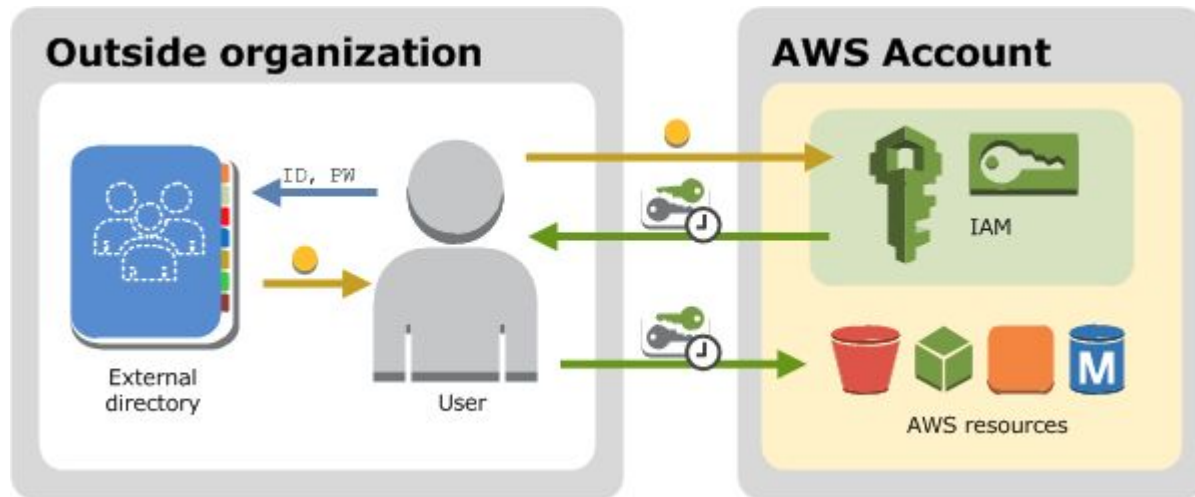 Outside organization
AWS Account
ID, PW
IAM
External
directory
User
M
AWS resources